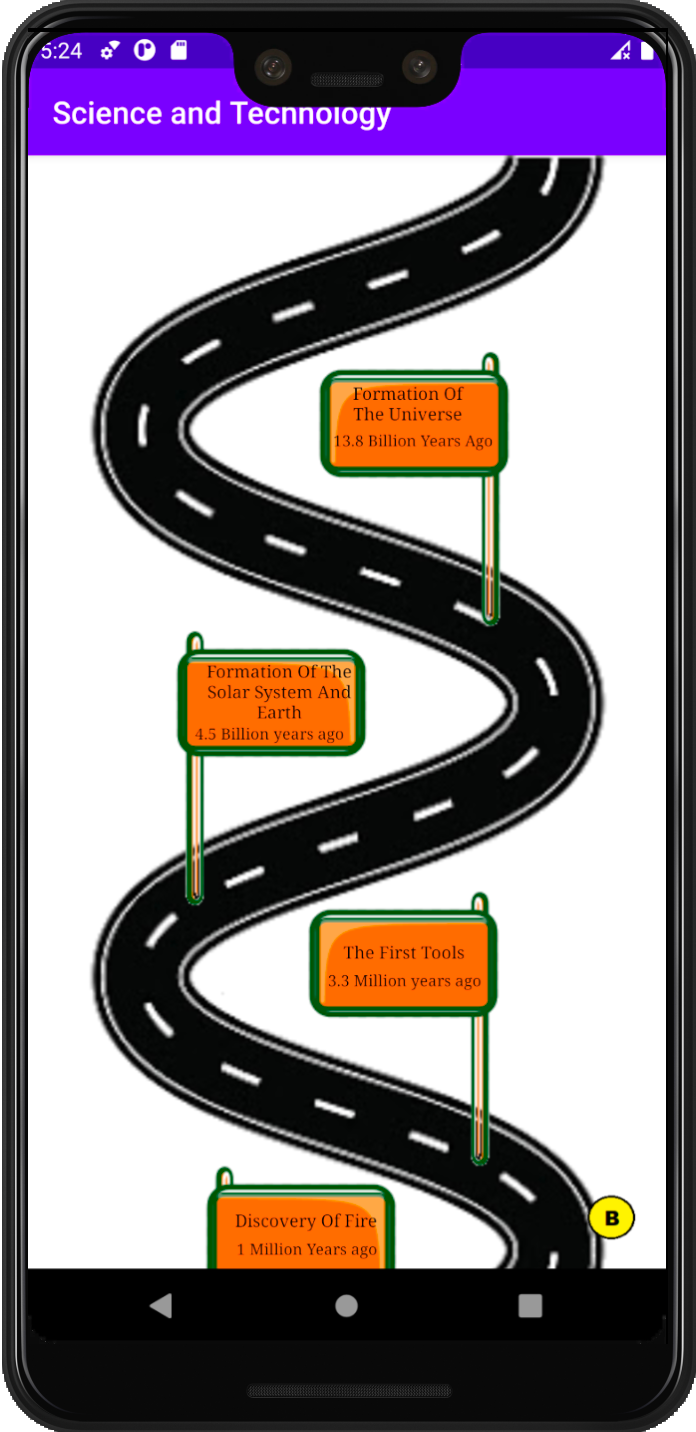 5:24
Science and Technology
Formation Of
The Universe
13.8 Billion Years Ago
Formation Of The
Solar System And
Earth
4.5 Billion years ago
The First Tools
3.3 Million years ago
Discovery Of Fire
1 Million Years ago
B